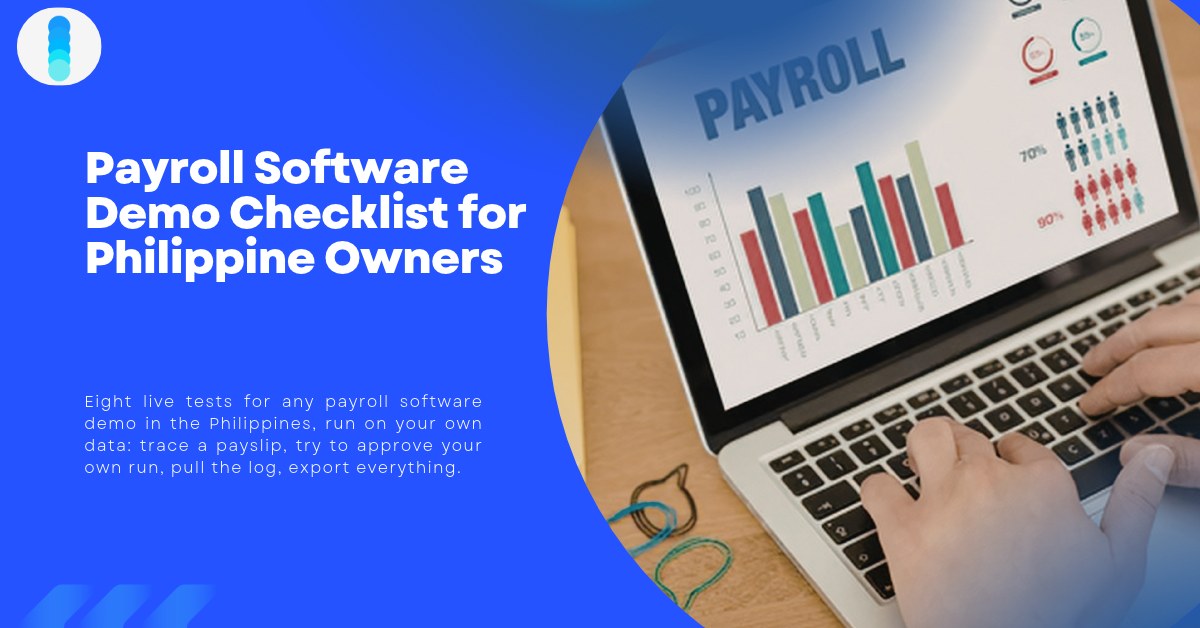 Payroll Software
Demo Checklist for
Philippine Owners
Eight live tests for any payroll software
demo in the Philippines, run on your own
data: trace a payslip, try to approve your
own run, pull the log, export everything.
PAYROLL
70%
90%